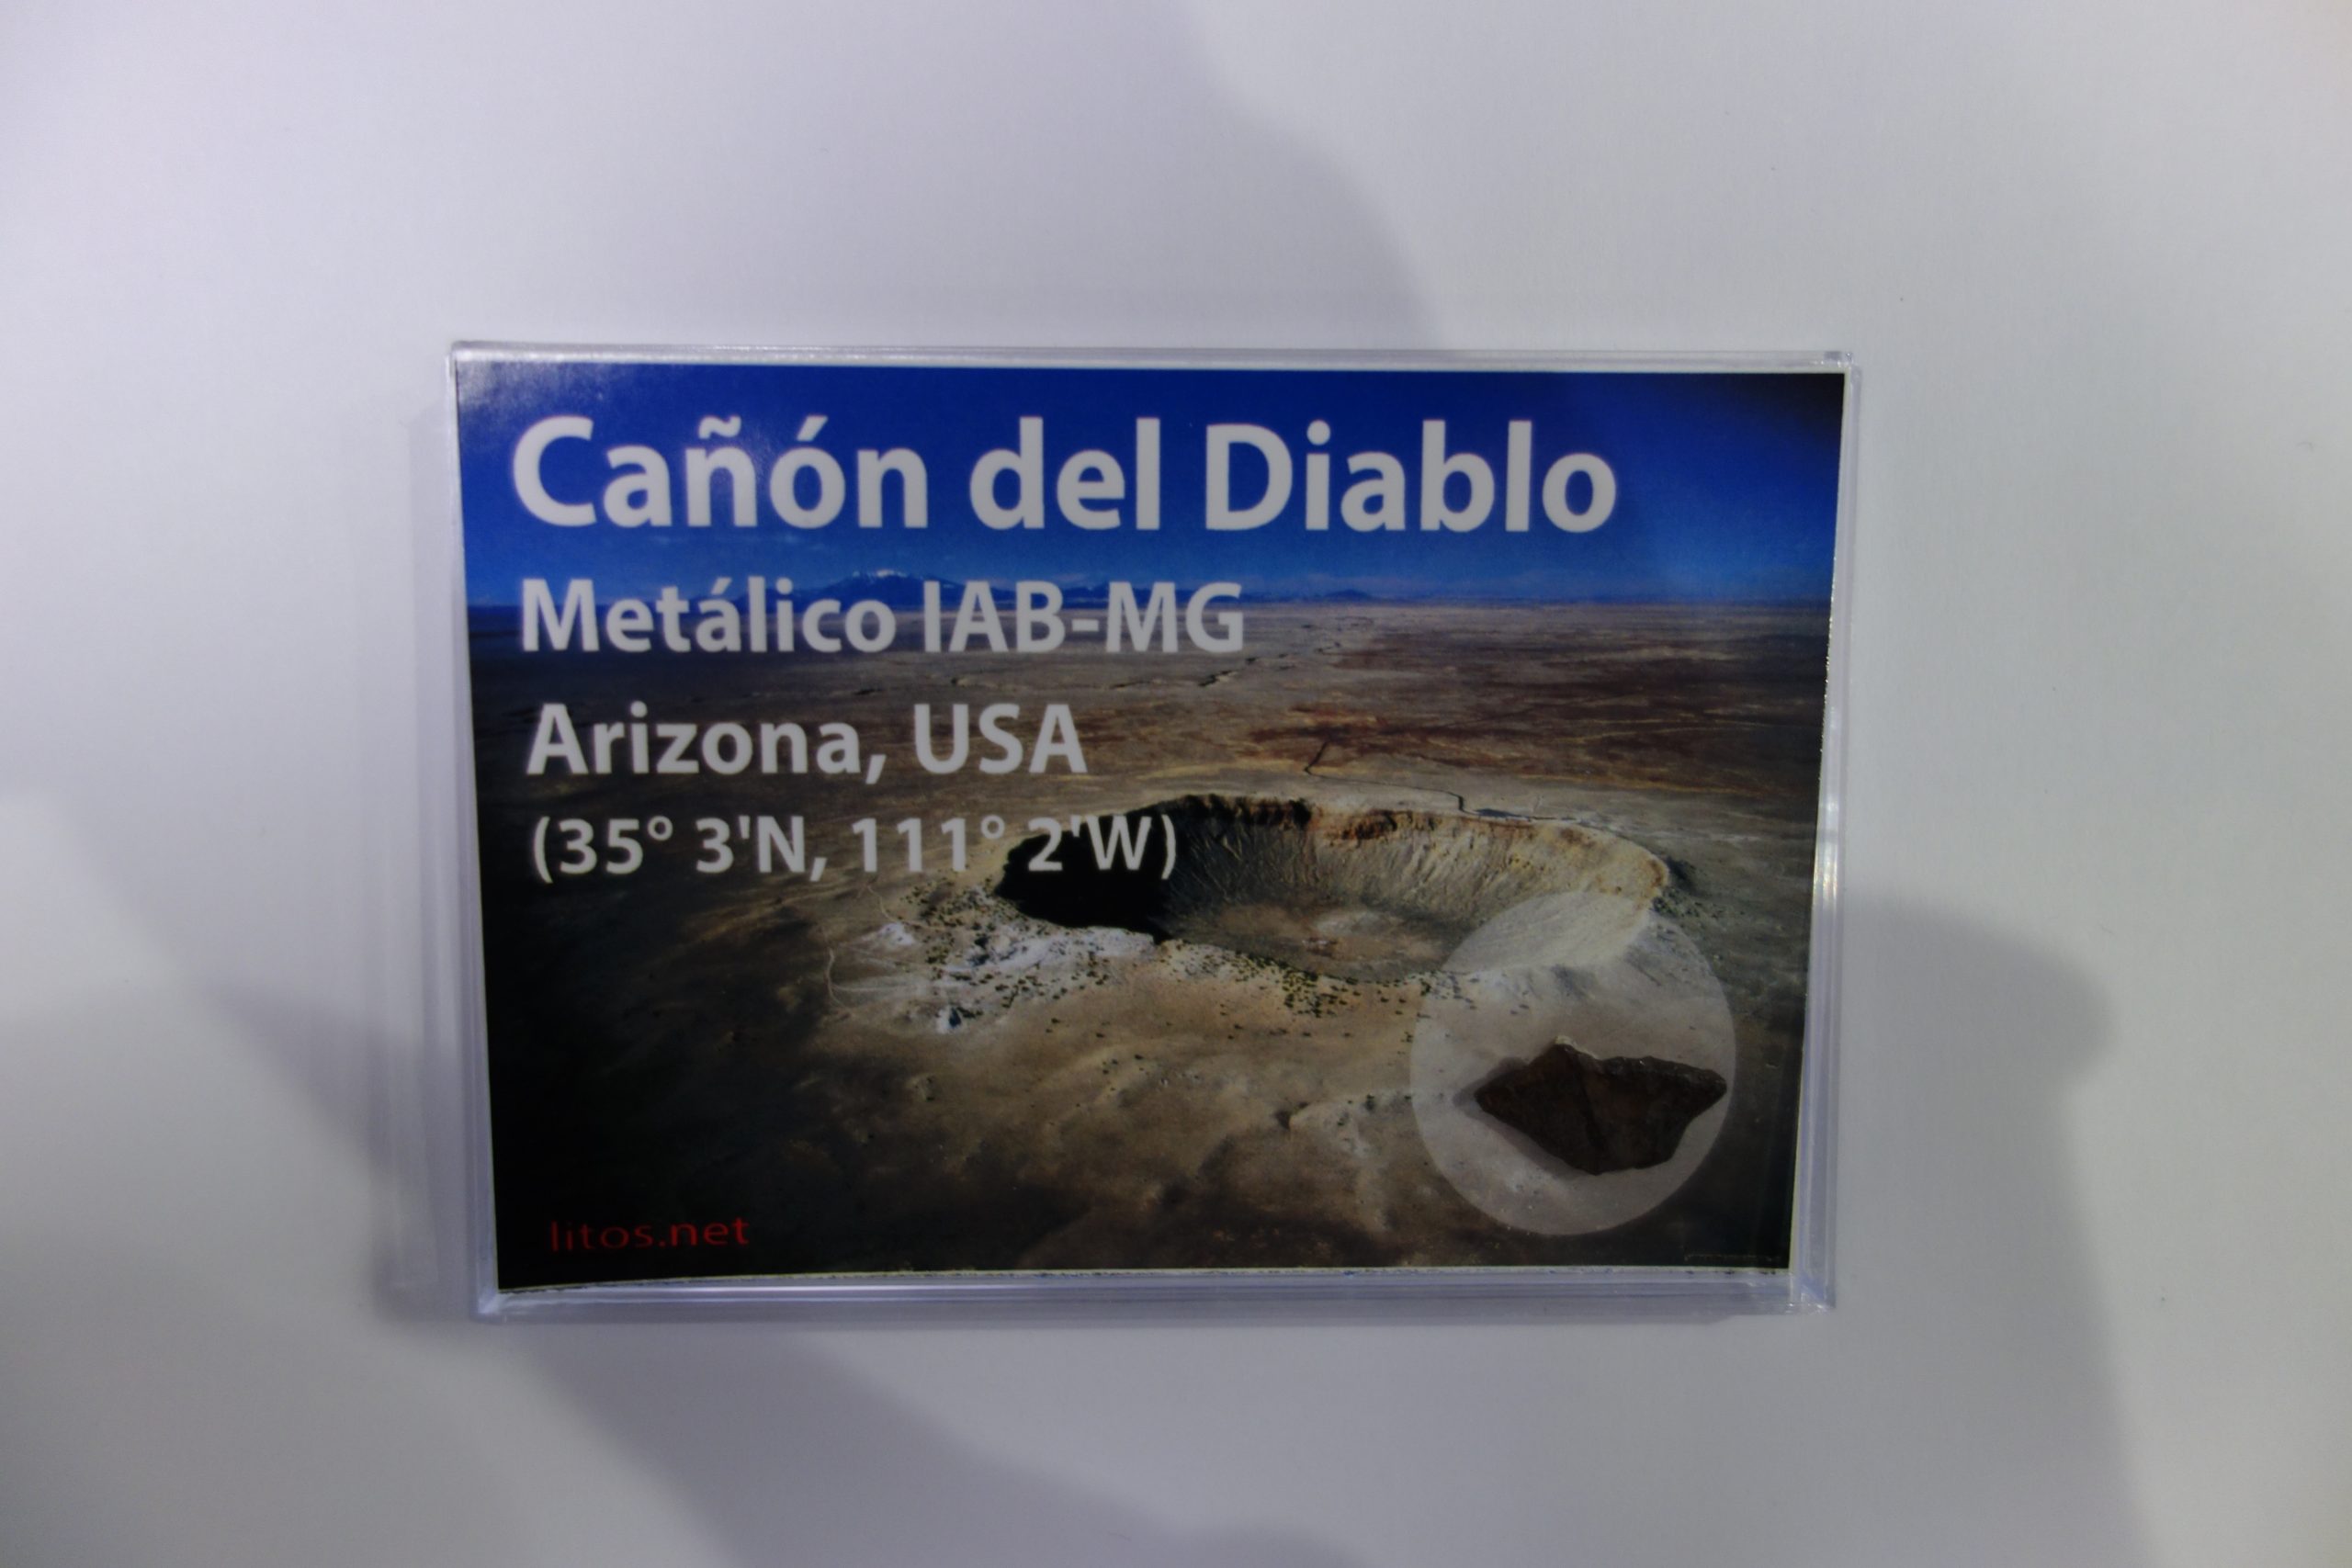 Cañón del Diablo
Metálico IAB-MG
Arizona, USA
(35° 3'N, 111° 2'W)
litos.net